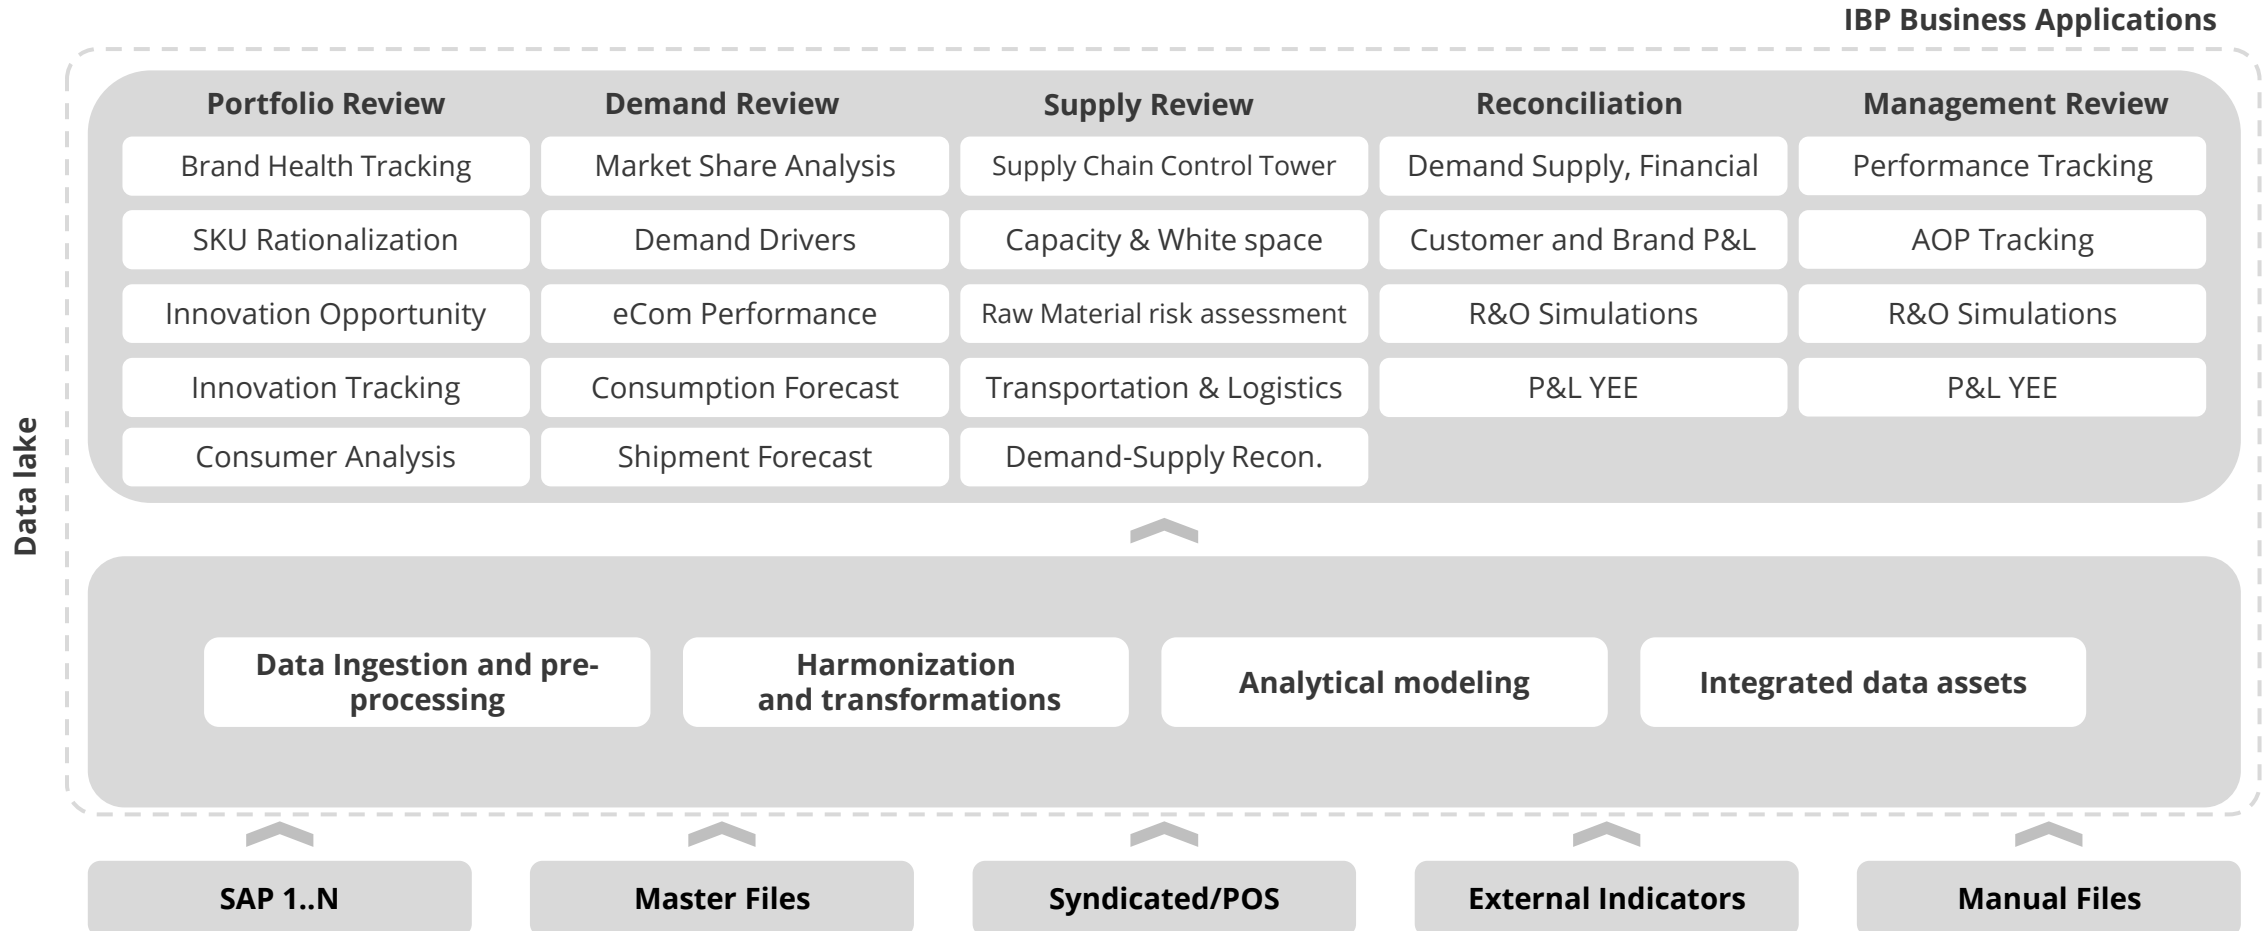 IBP Business Applications
Portfolio Review
Demand Review
Supply Review
Reconciliation
Management Review
Brand Health Tracking
Market Share Analysis
Supply Chain Control Tower
Demand Supply, Financial
Performance Tracking
SKU Rationalization
Demand Drivers
Capacity & White space
Customer and Brand P&L
AOP Tracking
Innovation Opportunity
eCom Performance
Raw Material risk assessment
R&O Simulations
R&O Simulations
Innovation Tracking
Consumption Forecast
Transportation & Logistics
P&L YEE
P&L YEE
Consumer Analysis
Shipment Forecast
Demand-Supply Recon.
Data lake
Data Ingestion and pre-
processing
Harmonization
and transformations
Analytical modeling
Integrated data assets
SAP 1..N
Master Files
Syndicated/POS
External Indicators
Manual Files